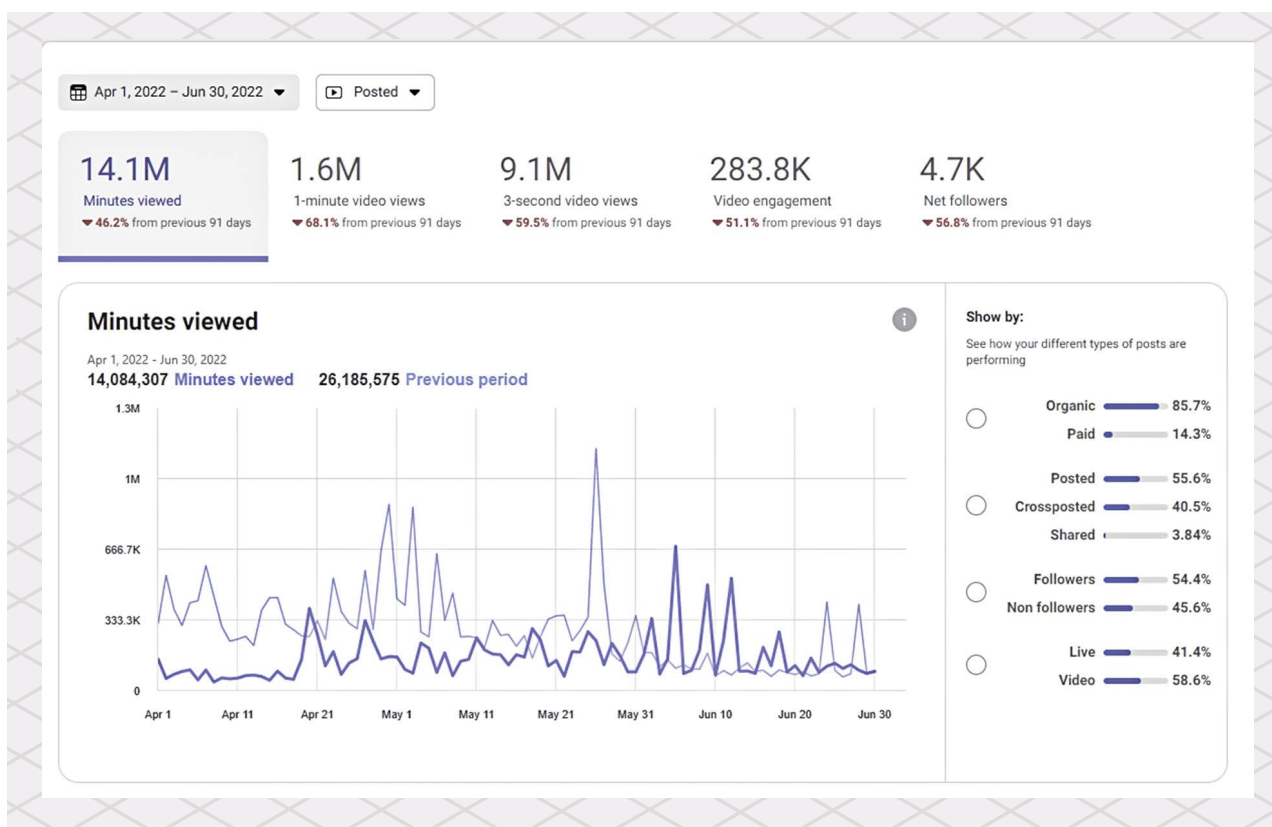 Apr 1, 2022 – Jun 30, 2022
Posted
14.1M
Minutes viewed
46.2% from previous 91 days
1.6M
1-minute video views
68.1% from previous 91 days
9.1M
3-second video views
59.5% from previous 91 days
283.8K
Video engagement
51.1% from previous 91 days
4.7K
Net followers
56.8% from previous 91 days
Minutes viewed
i
Apr 1, 2022 - Jun 30, 2022
14,084,307 Minutes viewed 26,185,575 Previous period
1.3M
1M
666.7K
333.3K
0
Apr 1 Apr 11 Apr 21 May 1 May 11 May 21 May 31 Jun 10 Jun 20 Jun 30
Show by:
See how your different types of posts are
performing
Organic 85.7%
Paid 14.3%
Posted 55.6%
Crossposted 40.5%
Shared 3.84%
Followers 54.4%
Non followers 45.6%
Live 41.4%
Video 58.6%